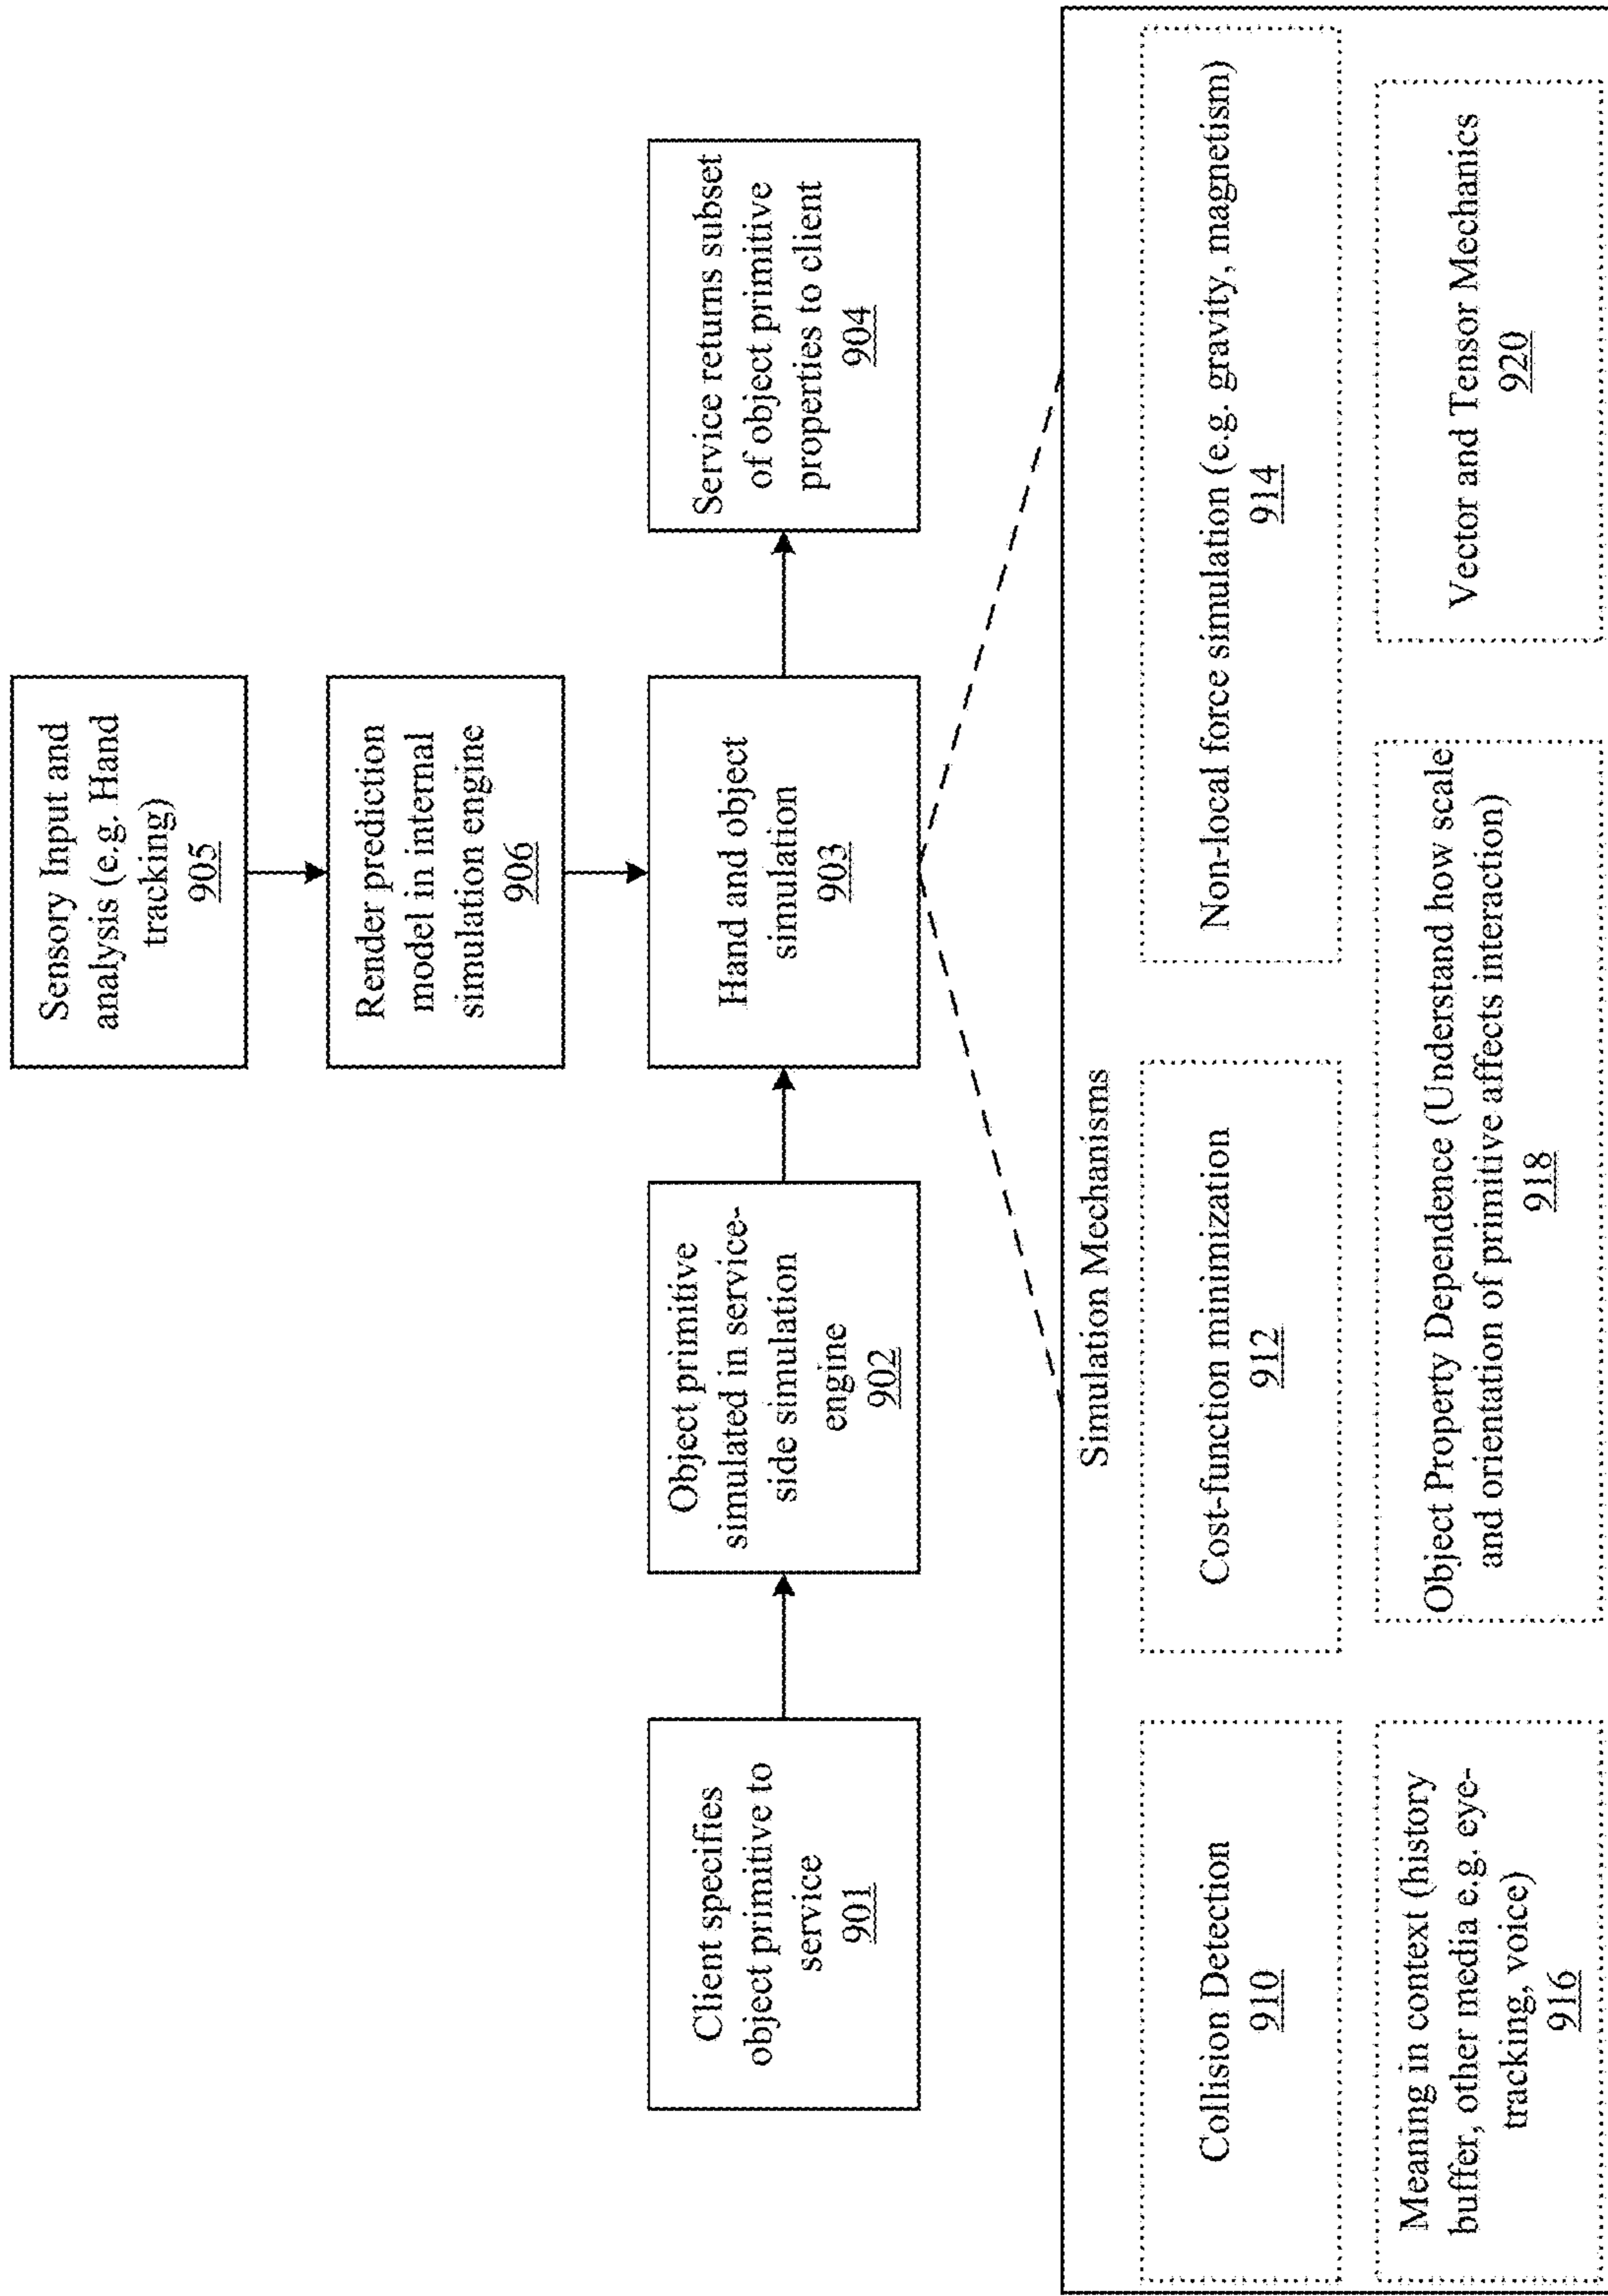 Sensory Input and
analysis (e.g. Hand
tracking)
905
Render prediction
model in internal
simulation engine
906
Client specifies
object primitive to
service
901
Object primitive
simulated in service-
side simulation
engine
902
Hand and object
simulation
903
Service returns subset
of object primitive
properties to client
904
Simulation Mechanisms
Collision Detection
910
Cost-function minimization
912
Non-local force simulation (e.g. gravity, magnetism)
914
Meaning in context (history
buffer, other media e.g. eye-
tracking, voice)
916
Object Property Dependence (Understand how scale
and orientation of primitive affects interaction)
918
Vector and Tensor Mechanics
920